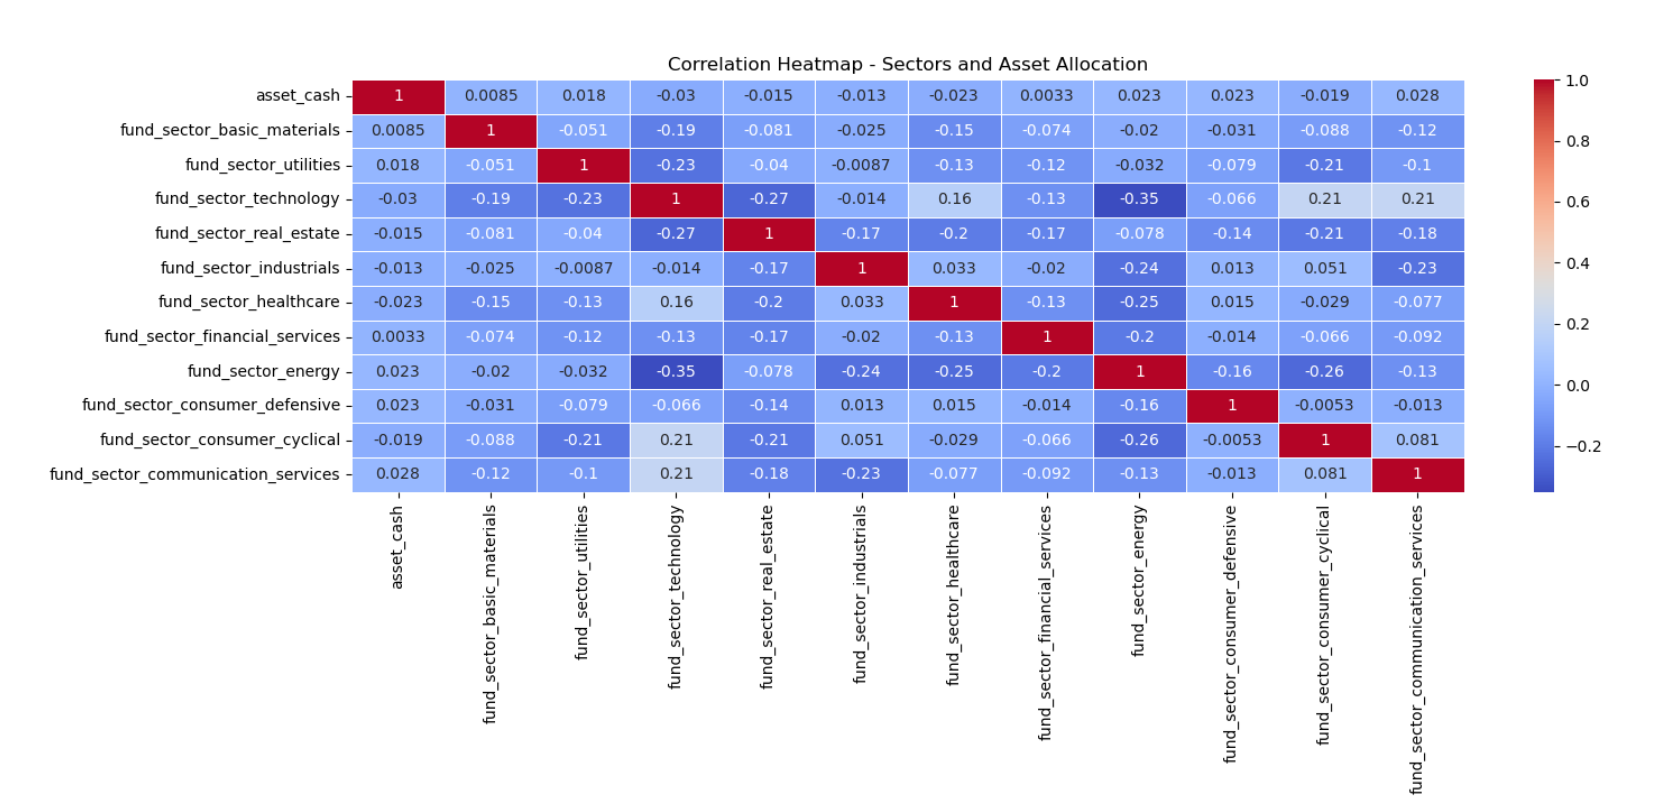 Correlation Heatmap - Sectors and Asset Allocation
asset_cash 1 0.0085 0.018 -0.03 -0.015 -0.013 -0.023 0.0033 0.023 0.023 -0.019 0.028
fund_sector_basic_materials 0.0085 1 -0.051 -0.19 -0.081 -0.025 -0.15 -0.074 -0.02 -0.031 -0.088 -0.12
fund_sector_utilities 0.018 -0.051 1 -0.23 -0.04 -0.0087 -0.13 -0.12 -0.032 -0.079 -0.21 -0.1
fund_sector_technology -0.03 -0.19 -0.23 1 -0.27 -0.014 0.16 -0.13 -0.35 -0.066 0.21 0.21
fund_sector_real_estate -0.015 -0.081 -0.04 -0.27 1 -0.17 -0.2 -0.17 -0.078 -0.14 -0.21 -0.18
fund_sector_industrials -0.013 -0.025 -0.0087 -0.014 -0.17 1 0.033 -0.02 -0.24 0.013 0.051 -0.23
fund_sector_healthcare -0.023 -0.15 -0.13 0.16 -0.2 0.033 1 -0.13 -0.25 0.015 -0.029 -0.077
fund_sector_financial_services 0.0033 -0.074 -0.12 -0.13 -0.17 -0.02 -0.13 1 -0.2 -0.014 -0.066 -0.092
fund_sector_energy 0.023 -0.02 -0.032 -0.35 -0.078 -0.24 -0.25 -0.2 1 -0.16 -0.26 -0.13
fund_sector_consumer_defensive 0.023 -0.031 -0.079 -0.066 -0.14 0.013 0.015 -0.014 -0.16 1 -0.0053 -0.013
fund_sector_consumer_cyclical -0.019 -0.088 -0.21 0.21 -0.21 0.051 -0.029 -0.066 -0.26 -0.0053 1 0.081
fund_sector_communication_services 0.028 -0.12 -0.1 0.21 -0.18 -0.23 -0.077 -0.092 -0.13 -0.013 0.081 1
asset_cash
fund_sector_basic_materials
fund_sector_utilities
fund_sector_technology
fund_sector_real_estate
fund_sector_industrials
fund_sector_healthcare
fund_sector_financial_services
fund_sector_energy
fund_sector_consumer_defensive
fund_sector_consumer_cyclical
fund_sector_communication_services
1.0
0.8
0.6
0.4
0.2
0.0
−0.2